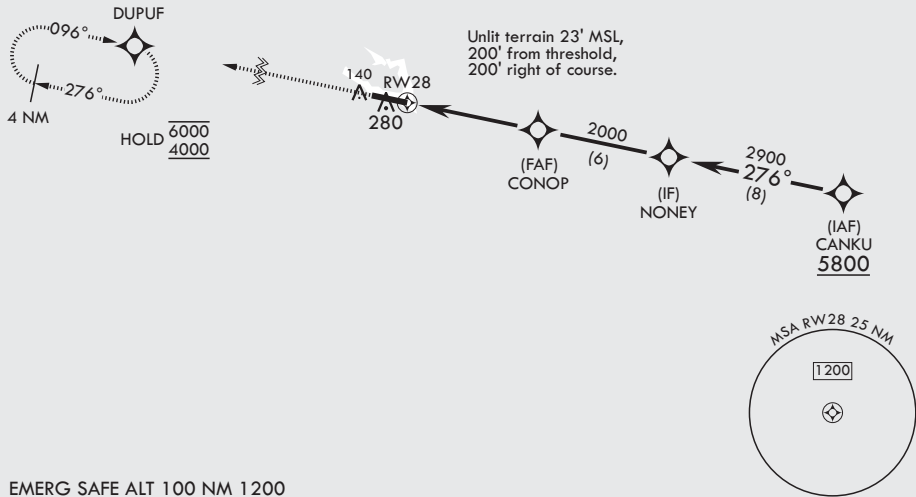 DUPUF
096°
276°
4 NM
HOLD 6000
4000
140
RW28
280
Unlit terrain 23' MSL,
200' from threshold,
200' right of course.
2000
(6)
(FAF)
CONOP
(IF)
NONEY
2900
276°
(8)
(IAF)
CANKU
5800
MSA RW28 25 NM
1200
EMERG SAFE ALT 100 NM 1200